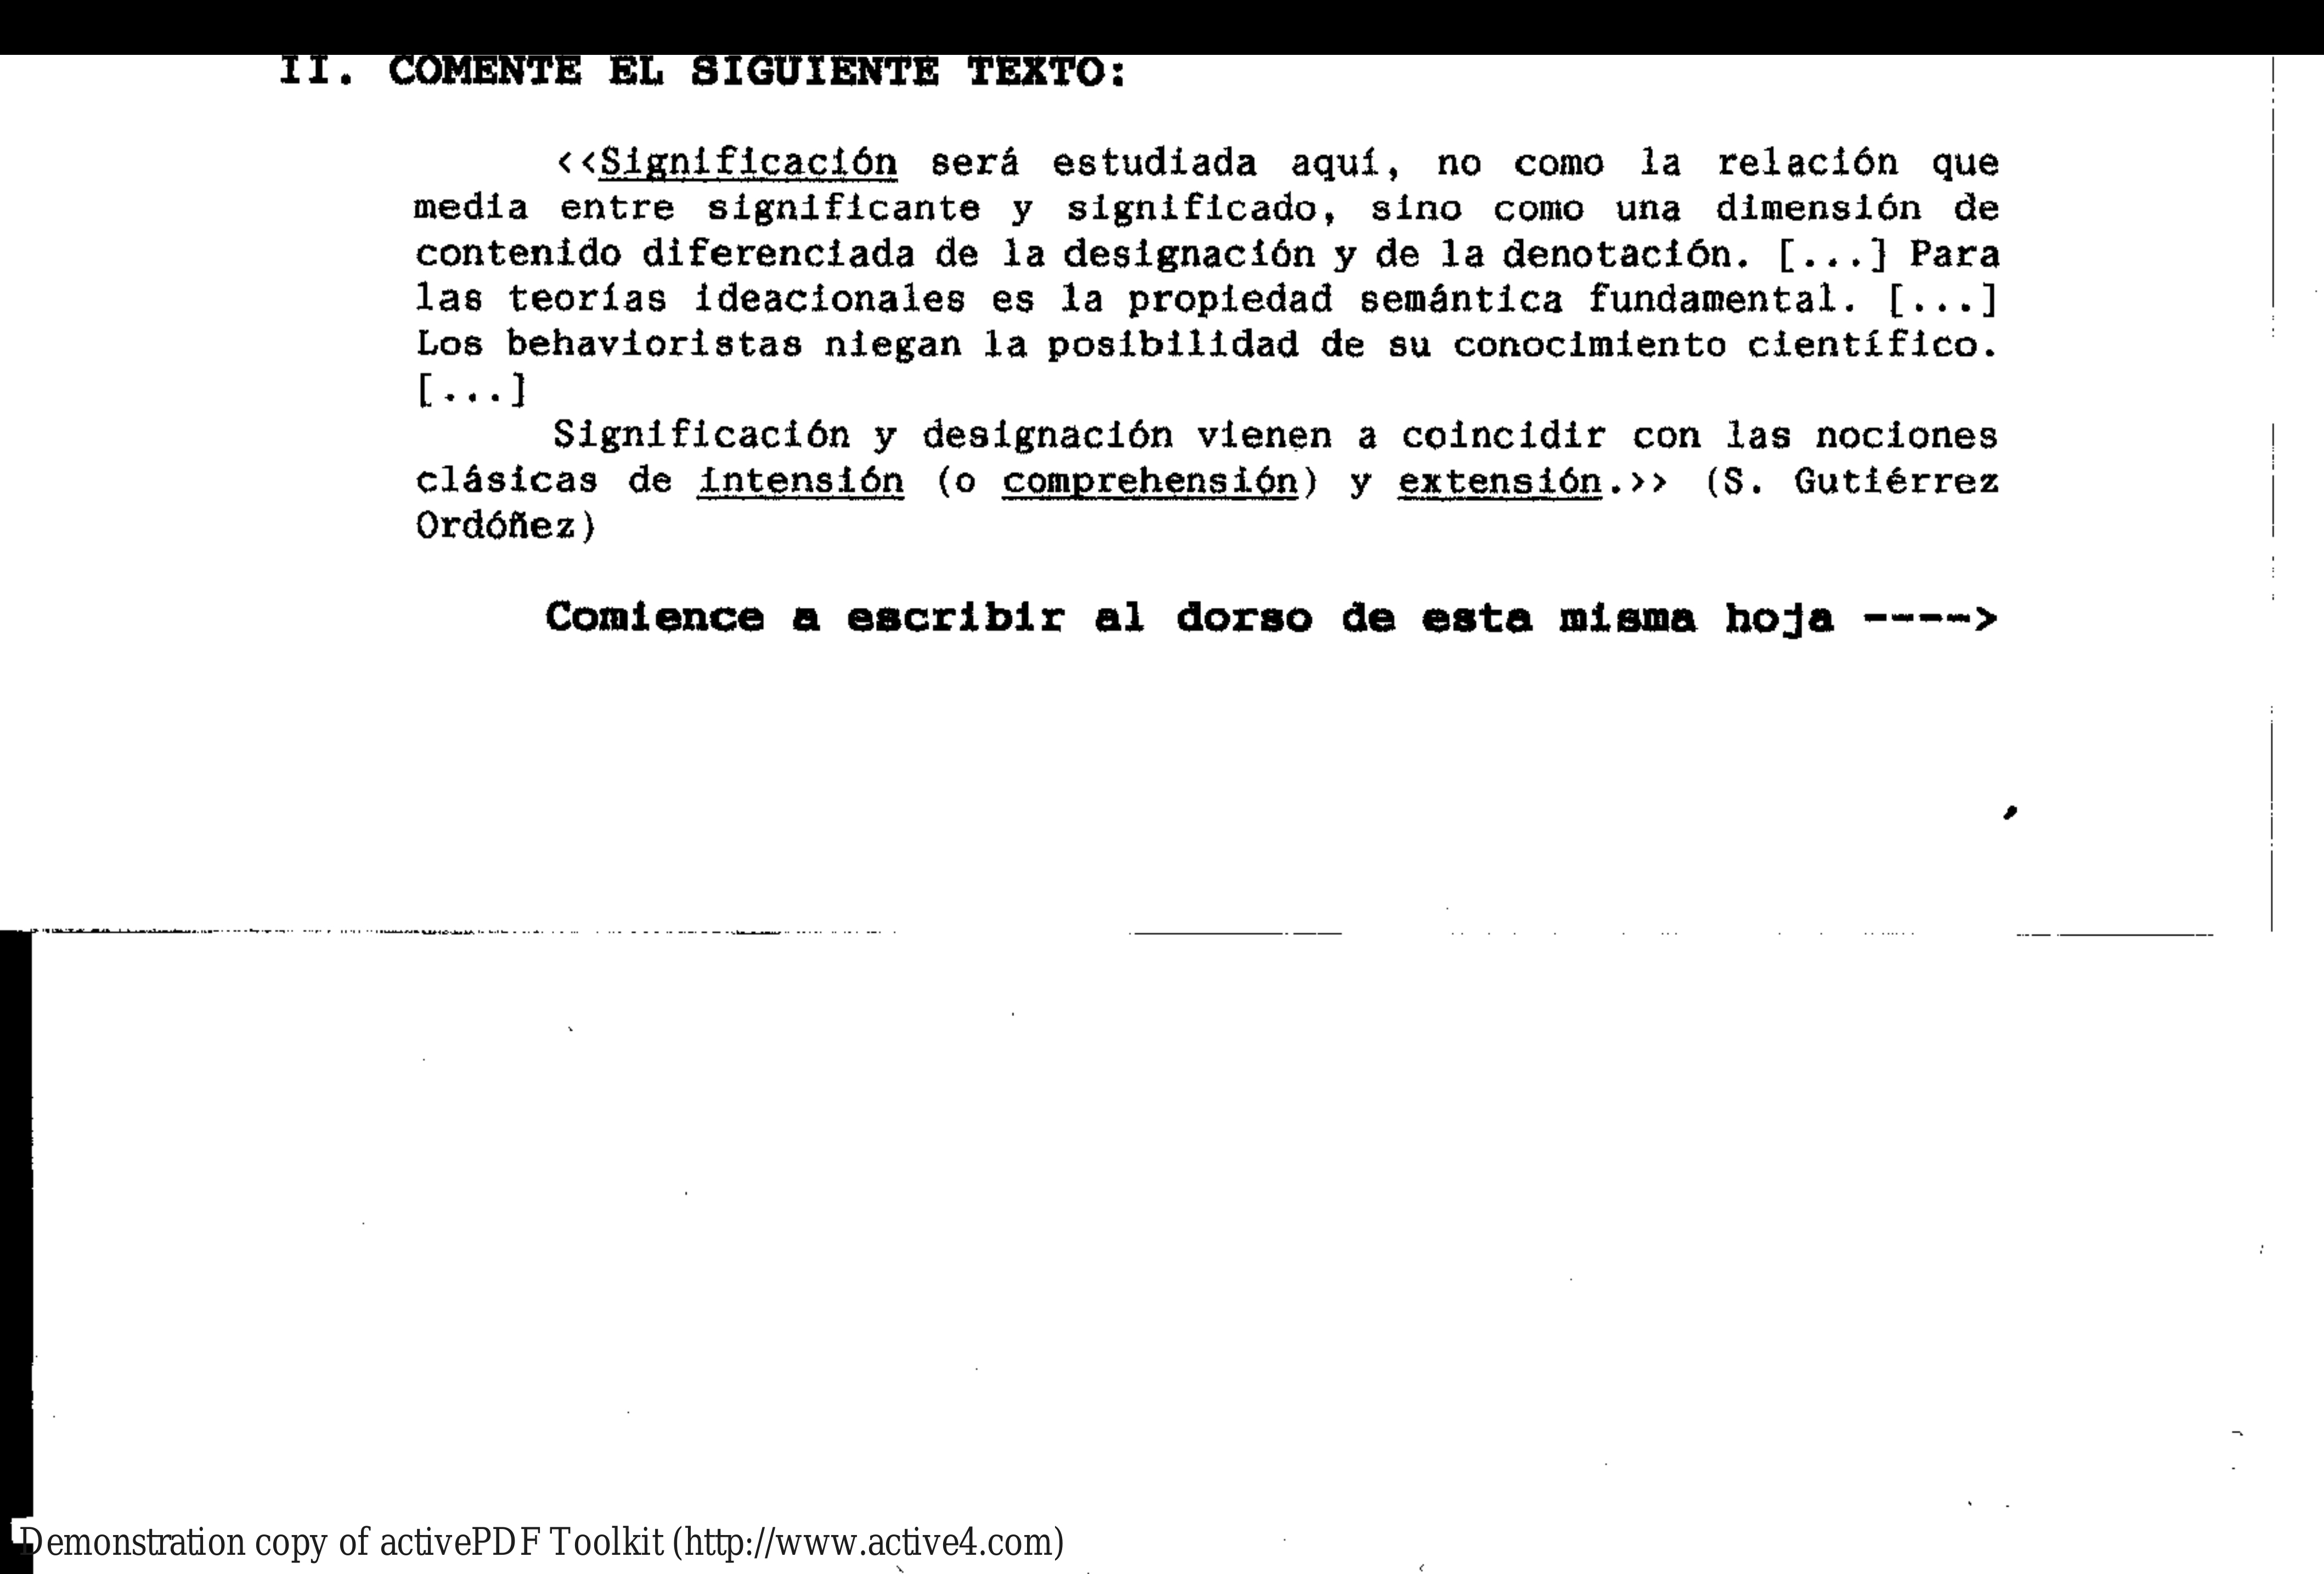 II. COMENTE EL SIGUIENTE TEXTO:
<<Significación será estudiada aquí, no como la relación que
media entre significante y significado, sino como una dimensión de
contenido diferenciada de la designación y de la denotación. [...] Para
las teorías ideacionales es la propiedad semántica fundamental. [...]
Los behavioristas niegan la posibilidad de su conocimiento científico.
[...]
Significación y designación vienen a coincidir con las nociones
clásicas de intensión (o comprehensión) y extensión.>> (S. Gutiérrez
Ordóñez)
Comience a escribir al dorso de esta misma hoja ---->
Demonstration copy of activePDF Toolkit (http://www.active4.com)